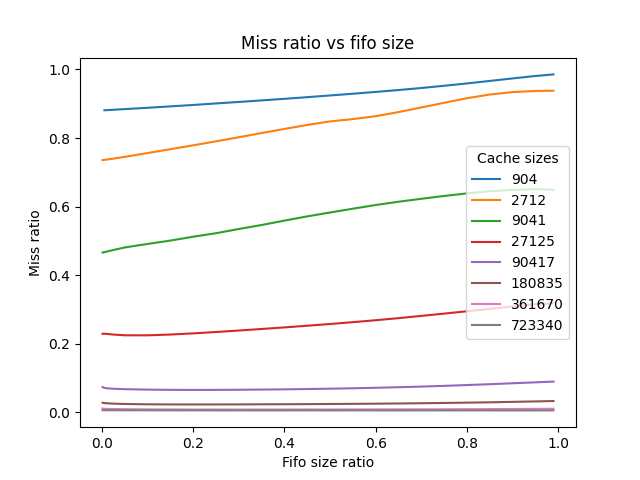 Miss ratio vs fifo size
Miss ratio
1.0
0.8
0.6
0.4
0.2
0.0
Cache sizes
904
2712
9041
27125
90417
180835
361670
723340
0.0 0.2 0.4 0.6 0.8 1.0
Fifo size ratio